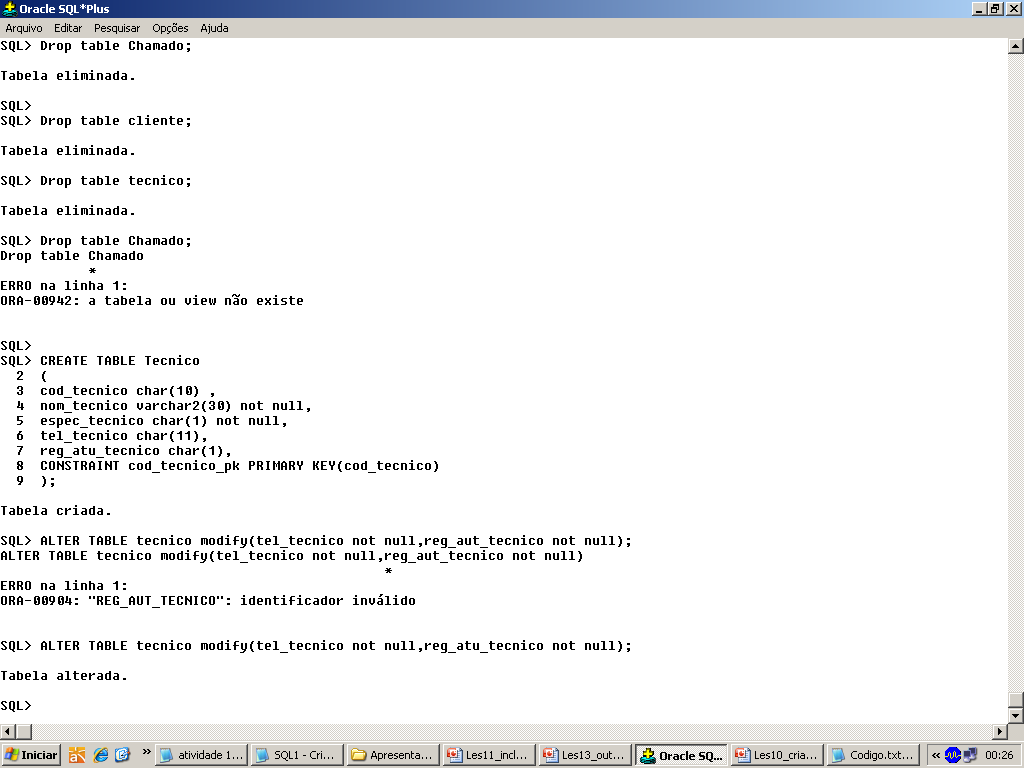 Oracle SQL*Plus
Arquivo Editar Pesquisar Opções Ajuda
SQL> Drop table Chamado;
Tabela eliminada.
SQL>
SQL> Drop table cliente;
Tabela eliminada.
SQL> Drop table tecnico;
Tabela eliminada.
SQL> Drop table Chamado;
Drop table Chamado
*
ERRO na linha 1:
ORA-00942: a tabela ou view não existe
SQL>
SQL> CREATE TABLE Tecnico
2 (
3 cod_tecnico char(10) ,
4 nom_tecnico varchar2(30) not null,
5 espec_tecnico char(1) not null,
6 tel_tecnico char(11),
7 reg_atu_tecnico char(1),
8 CONSTRAINT cod_tecnico_pk PRIMARY KEY(cod_tecnico)
9 );
Tabela criada.
SQL> ALTER TABLE tecnico modify(tel_tecnico not null,reg_aut_tecnico not null);
ALTER TABLE tecnico modify(tel_tecnico not null,reg_aut_tecnico not null)
*
ERRO na linha 1:
ORA-00904: "REG_AUT_TECNICO": identificador inválido
SQL> ALTER TABLE tecnico modify(tel_tecnico not null,reg_atu_tecnico not null);
Tabela alterada.
SQL>
Iniciar » atividade 1... SQL1 - Cri... Apresenta... Les11_incl... Les13_out... Oracle SQ... Les10_cria... Codigo.txt... « 00:26